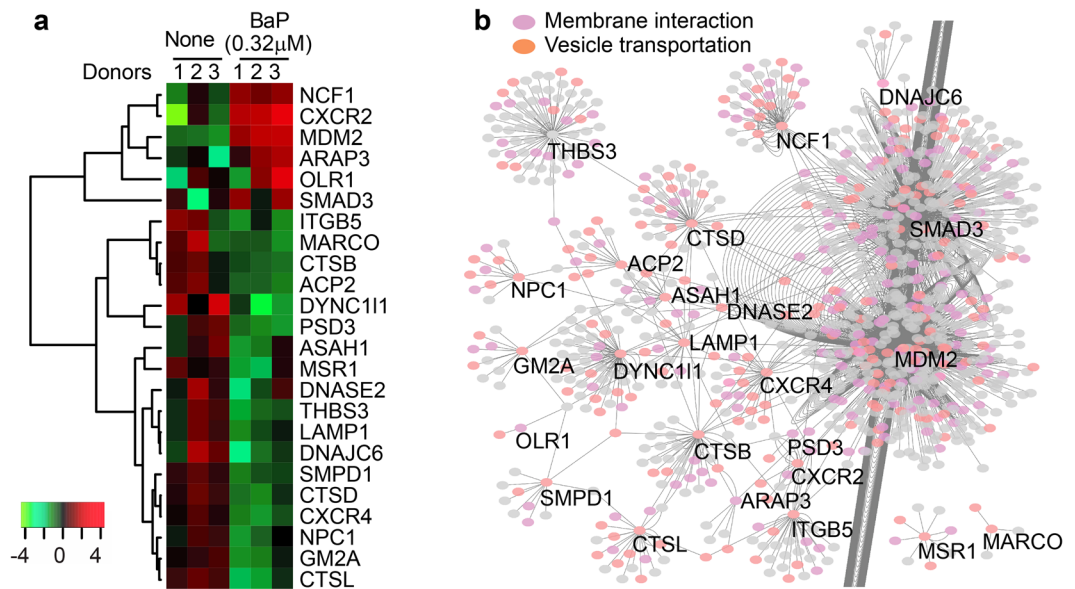 a
BaP
None (0.32µM)
Donors 1 2 3 1 2 3
NCF1
CXCR2
MDM2
ARAP3
OLR1
SMAD3
ITGB5
MARCO
CTSB
ACP2
DYNC1I1
PSD3
ASAH1
MSR1
DNASE2
THBS3
LAMP1
DNAJC6
SMPD1
CTSD
CXCR4
NPC1
GM2A
CTSL
-4 0 4
b
Membrane interaction
Vesicle transportation
DNAJC6
NCF1
THBS3
SMAD3
CTSD
ACP2
NPC1
ASAH1
DNASE2
LAMP1
MDM2
GM2A
DYNC1I1
CXCR4
OLR1
CTSB
PSD3
CXCR2
SMPD1
ARAP3
ITGB5
CTSL
MSR1
MARCO